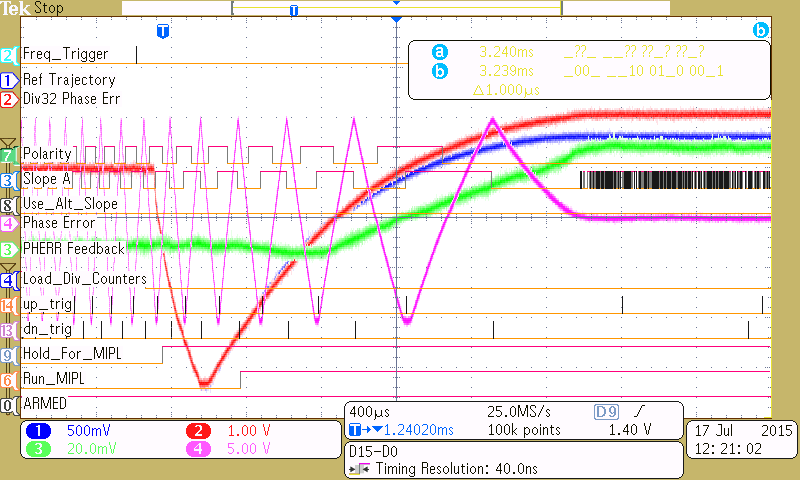 Tek Stop
T
T
b
2 Freq_Trigger
a 3.240ms _??_ __?? ??_? ??_?
b 3.239ms _00_ __10 01_0 00_1
Δ1.000µs
1 Ref Trajectory
2 Div32 Phase Err
7 Polarity
3 Slope A
8 Use_Alt_Slope
4 Phase Error
3 PHERR Feedback
4 Load_Div_Counters
14 up_trig
13 dn_trig
9 Hold_For_MIPL
6 Run_MIPL
0 ARMED
1 500mV 2 1.00 V
3 20.0mV 4 5.00 V
400µs 25.0MS/s D9
T→▼1.24020ms 100k points 1.40 V
D15-D0
Timing Resolution: 40.0ns
17 Jul 2015
12:21:02